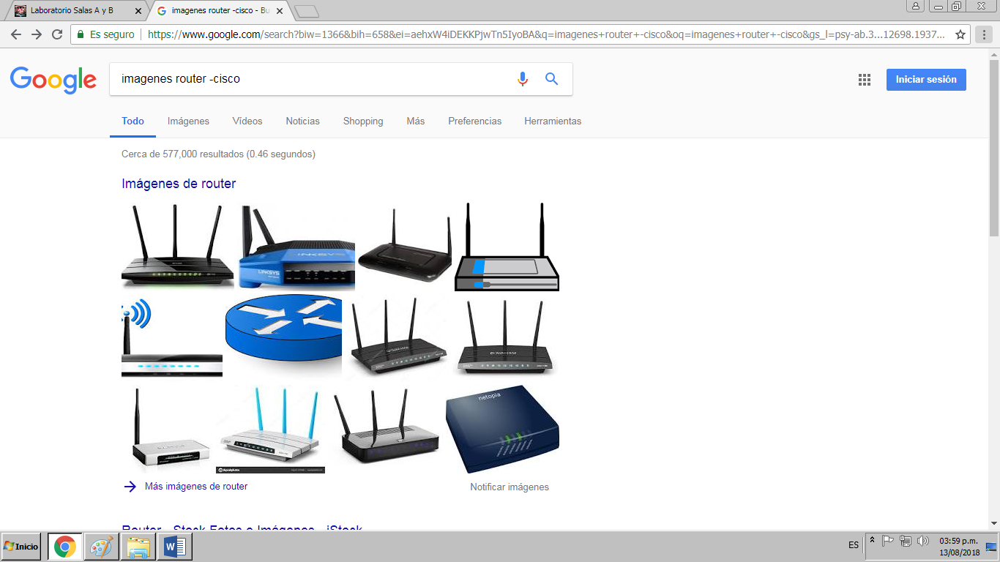 Laboratorio Salas A y B
imagenes router -cisco - Bu
Es seguro
https://www.google.com/search?biw=1366&bih=658&ei=aehxW4iDEKKPjwTn5IyoBA&q=imagenes+router+-cisco&oq=imagenes+router+-cisco&gs_l=psy-ab.3...12698.1937...
Google
imagenes router -cisco
Iniciar sesión
Todo Imágenes Vídeos Noticias Shopping Más Preferencias Herramientas
Cerca de 577,000 resultados (0.46 segundos)
Imágenes de router
LINKSYS
LINKSYS
netopia
depositphotos
Más imágenes de router
Notificar imágenes
Router - Stock Fotos e Imágenes - iStock
Inicio
ES
03:59 p.m.
13/08/2018